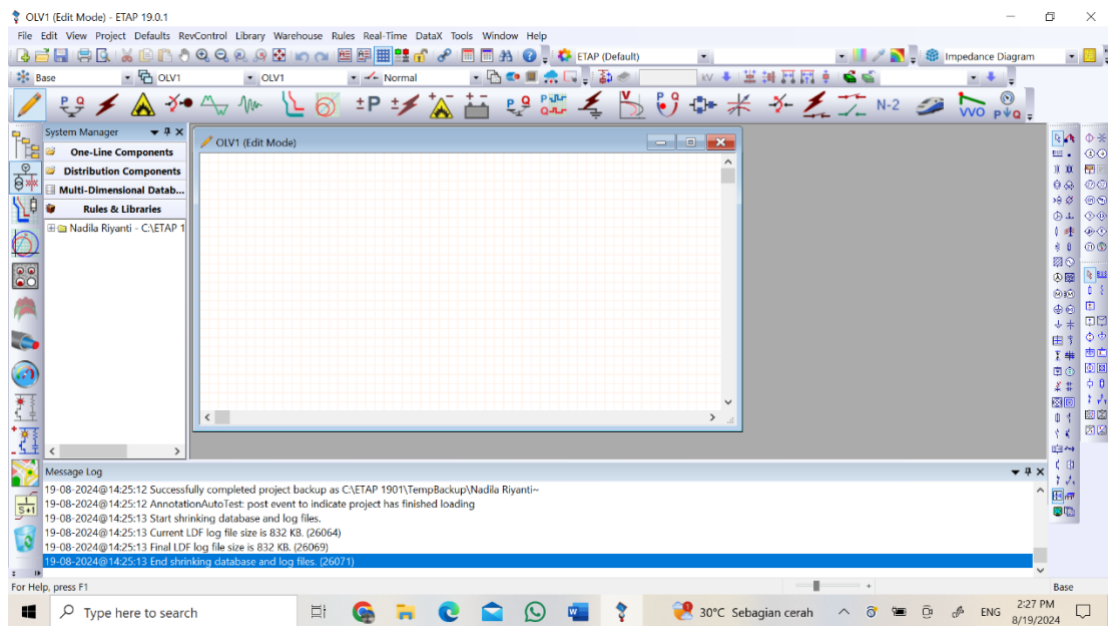 OLV1 (Edit Mode) - ETAP 19.0.1
File Edit View Project Defaults RevControl Library Warehouse Rules Real-Time DataX Tools Window Help
ETAP (Default)
Impedance Diagram
Base
OLV1
OLV1
Normal
kV
N-2
VVO
System Manager
One-Line Components
Distribution Components
Multi-Dimensional Datab...
Rules & Libraries
Nadila Riyanti - C:\ETAP 1
OLV1 (Edit Mode)
Message Log
19-08-2024@14:25:12 Successfully completed project backup as C:\ETAP 1901\TempBackup\Nadila Riyanti~
19-08-2024@14:25:12 AnnotationAutoTest: post event to indicate project has finished loading
19-08-2024@14:25:13 Start shrinking database and log files.
19-08-2024@14:25:13 Current LDF log file size is 832 KB. (26064)
19-08-2024@14:25:13 Final LDF log file size is 832 KB. (26069)
19-08-2024@14:25:13 End shrinking database and log files. (26071)
For Help, press F1
Base
Type here to search
30°C Sebagian cerah
ENG
2:27 PM
8/19/2024